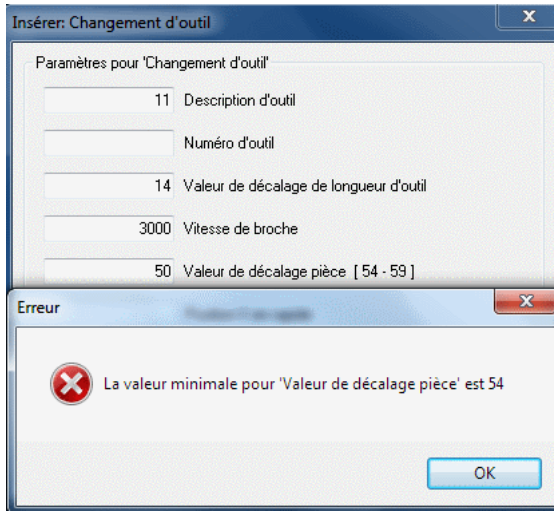 Insérer: Changement d'outil
Paramètres pour 'Changement d'outil'
11 Description d'outil
Numéro d'outil
14 Valeur de décalage de longueur d'outil
3000 Vitesse de broche
50 Valeur de décalage pièce [ 54 - 59 ]
Erreur
La valeur minimale pour 'Valeur de décalage pièce' est 54
OK